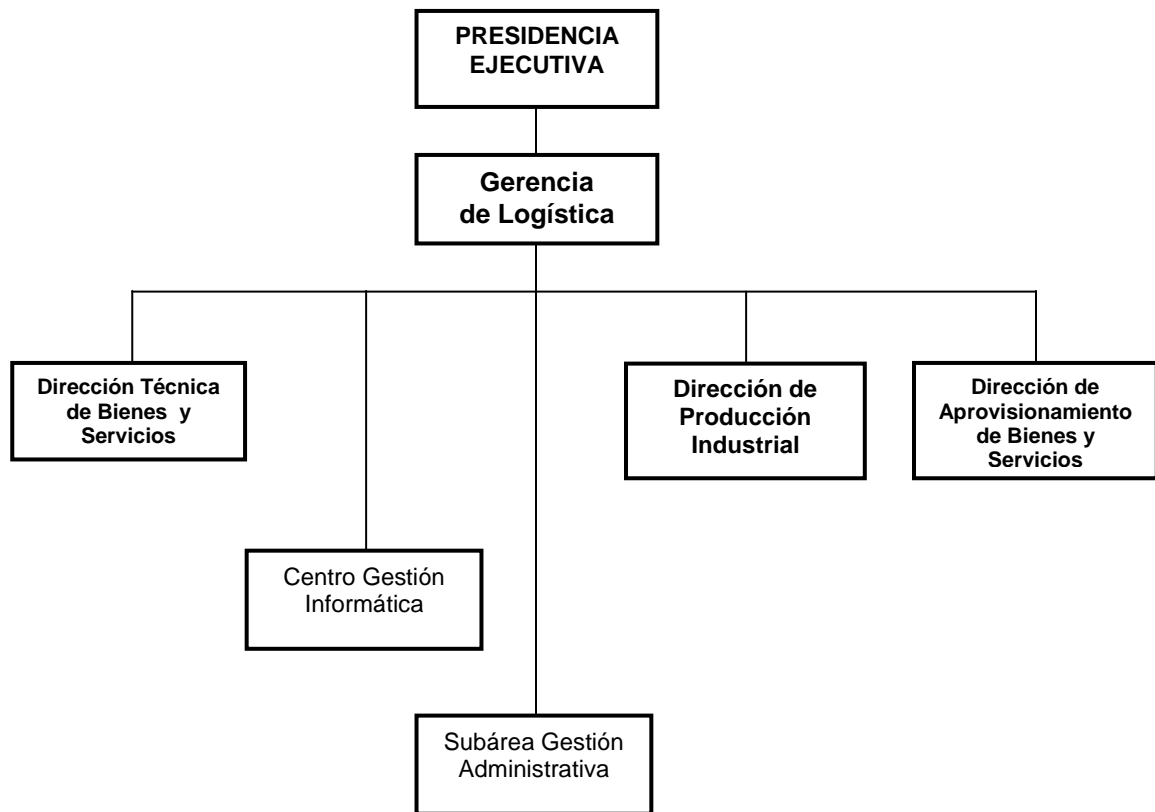 PRESIDENCIA
EJECUTIVA
Gerencia
de Logística
Dirección Técnica
de Bienes y
Servicios
Dirección de
Producción
Industrial
Dirección de
Aprovisionamiento
de Bienes y
Servicios
Centro Gestión
Informática
Subárea Gestión
Administrativa